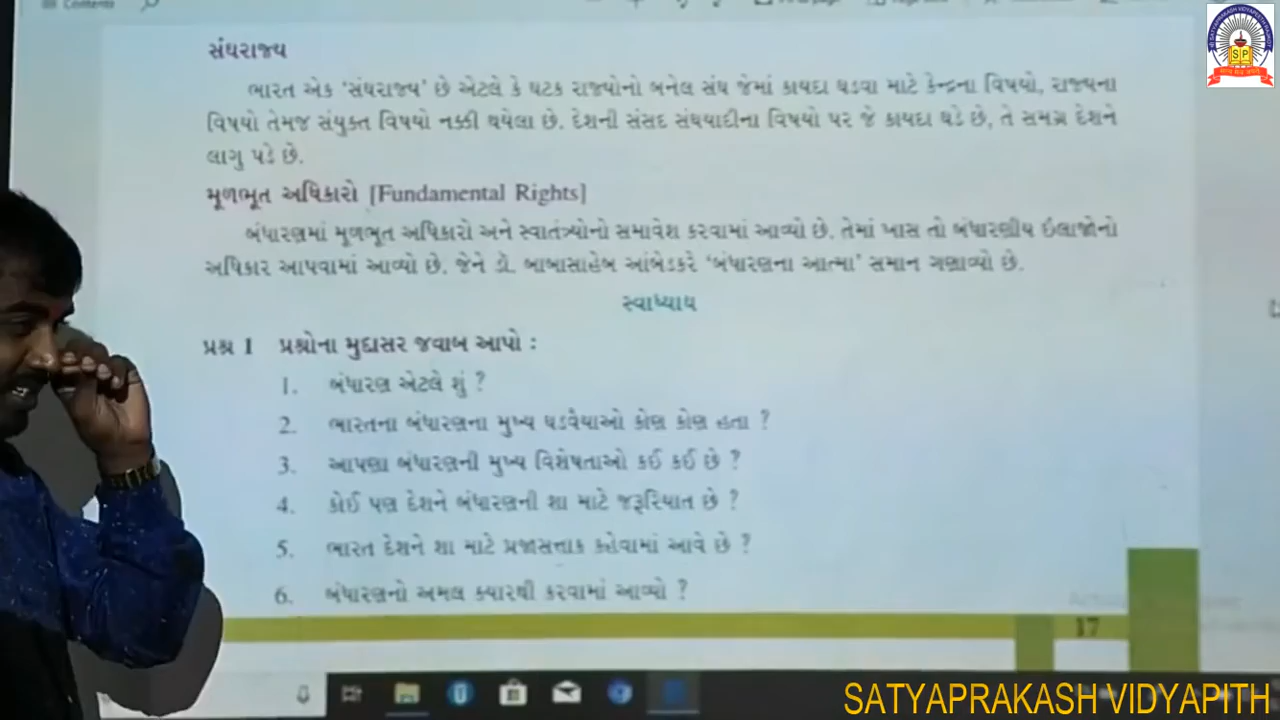 Contents
સંઘરાજ્ય
ભારત એક ‘સંઘરાજ્ય’ છે એટલે કે ઘટક રાજ્યોનો બનેલ સંઘ જેમાં કાયદા ઘડવા માટે કેન્દ્રના વિષયો, રાજ્યના
વિષયો તેમજ સંયુક્ત વિષયો નક્કી થયેલા છે. દેશની સંસદ સંઘયાદીના વિષયો પર જે કાયદા ઘડે છે, તે સમગ્ર દેશને
લાગુ પડે છે.
મૂળભૂત અધિકારો [Fundamental Rights]
બંધારણમાં મૂળભૂત અધિકારો અને સ્વાતંત્ર્યોનો સમાવેશ કરવામાં આવ્યો છે. તેમાં ખાસ તો બંધારણીય ઈલાજોનો
અધિકાર આપવામાં આવ્યો છે. જેને ડૉ. બાબાસાહેબ આંબેડકરે ‘બંધારણના આત્મા’ સમાન ગણાવ્યો છે.
સ્વાધ્યાય
પ્રશ્ન 1 પ્રશ્નોના મુદ્દાસર જવાબ આપો :
1. બંધારણ એટલે શું ?
2. ભારતના બંધારણના મુખ્ય ઘડવૈયાઓ કોણ કોણ હતા ?
3. આપણા બંધારણની મુખ્ય વિશેષતાઓ કઈ કઈ છે ?
4. કોઈ પણ દેશને બંધારણની શા માટે જરૂરિયાત છે ?
5. ભારત દેશને શા માટે પ્રજાસત્તાક કહેવામાં આવે છે ?
6. બંધારણનો અમલ ક્યારથી કરવામાં આવ્યો ?
17
SP
SATYAPRAKASH VIDYAPITH